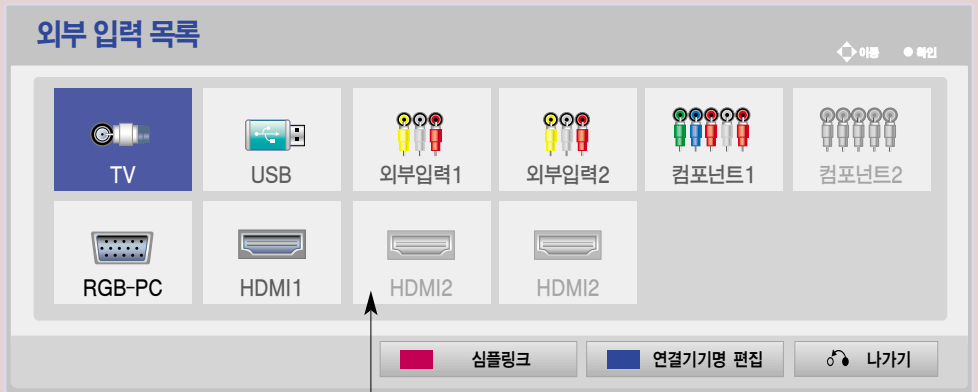 외부 입력 목록
이동 확인
TV USB 외부입력1 외부입력2 컴포넌트1 컴포넌트2
RGB-PC HDMI1 HDMI2 HDMI2
심플링크 연결기기명 편집 나가기